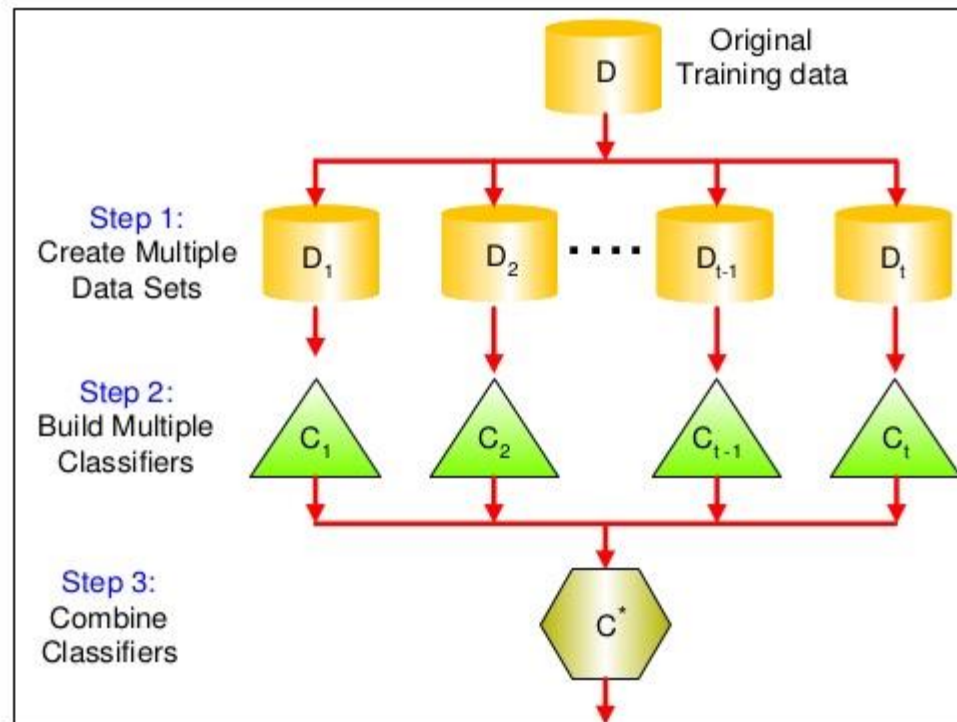 Original
Training data
D
Step 1:
Create Multiple
Data Sets
D1
D2
....
Dt-1
Dt
Step 2:
Build Multiple
Classifiers
C1
C2
Ct-1
Ct
Step 3:
Combine
Classifiers
C*